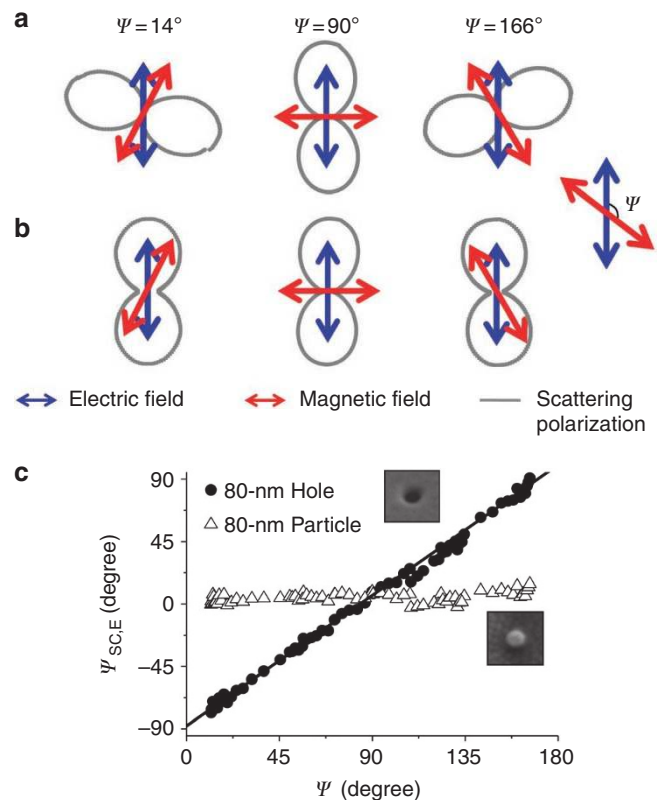 a
Ψ = 14°
Ψ = 90°
Ψ = 166°
Ψ
b
Electric field
Magnetic field
Scattering
polarization
c
80-nm Hole
80-nm Particle
90
45
0
−45
−90
Ψ SC,E (degree)
0
45
90
135
180
Ψ (degree)